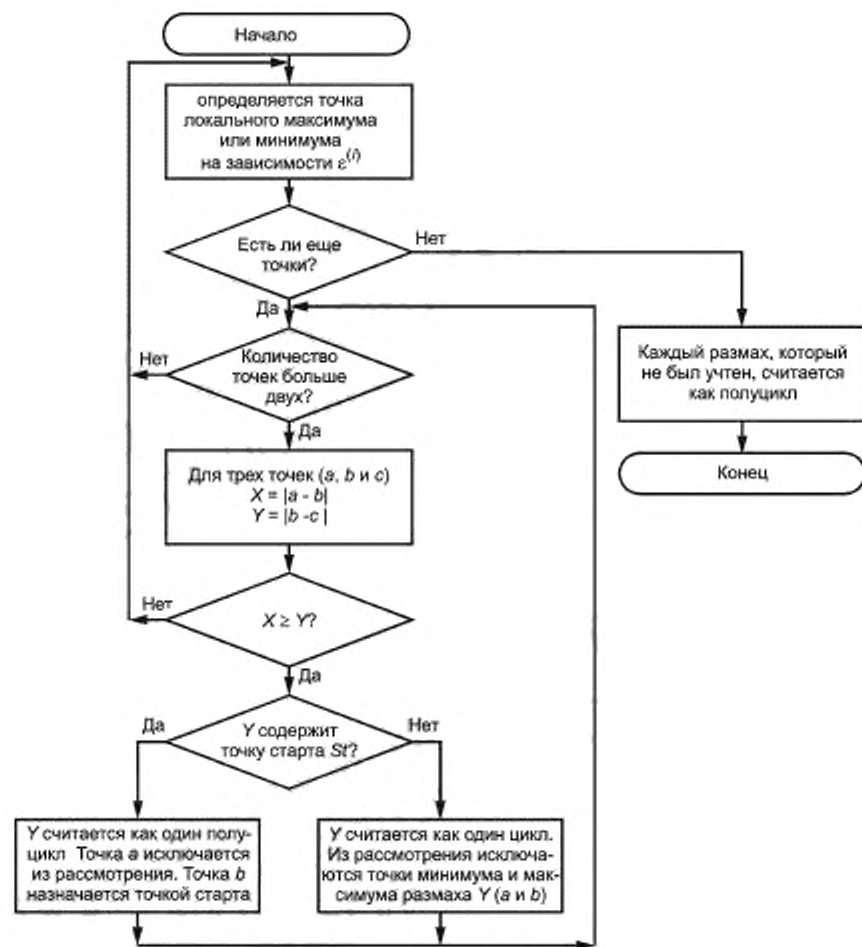 Начало
определяется точка
локального максимума
или минимума
на зависимости ε(i)
Есть ли еще
точки?
Нет
Да
Количество
точек больше
двух?
Нет
Да
Каждый размах, который
не был учтен, считается
как полуцикл
Конец
Для трех точек (a, b и c)
X = |a - b|
Y = |b -c |
X ≥ Y?
Нет
Да
Y содержит
точку старта St?
Да
Нет
Y считается как один полу-
цикл Точка a исключается
из рассмотрения. Точка b
назначается точкой старта
Y считается как один цикл.
Из рассмотрения исключа-
ются точки минимума и мак-
симума размаха Y (a и b)